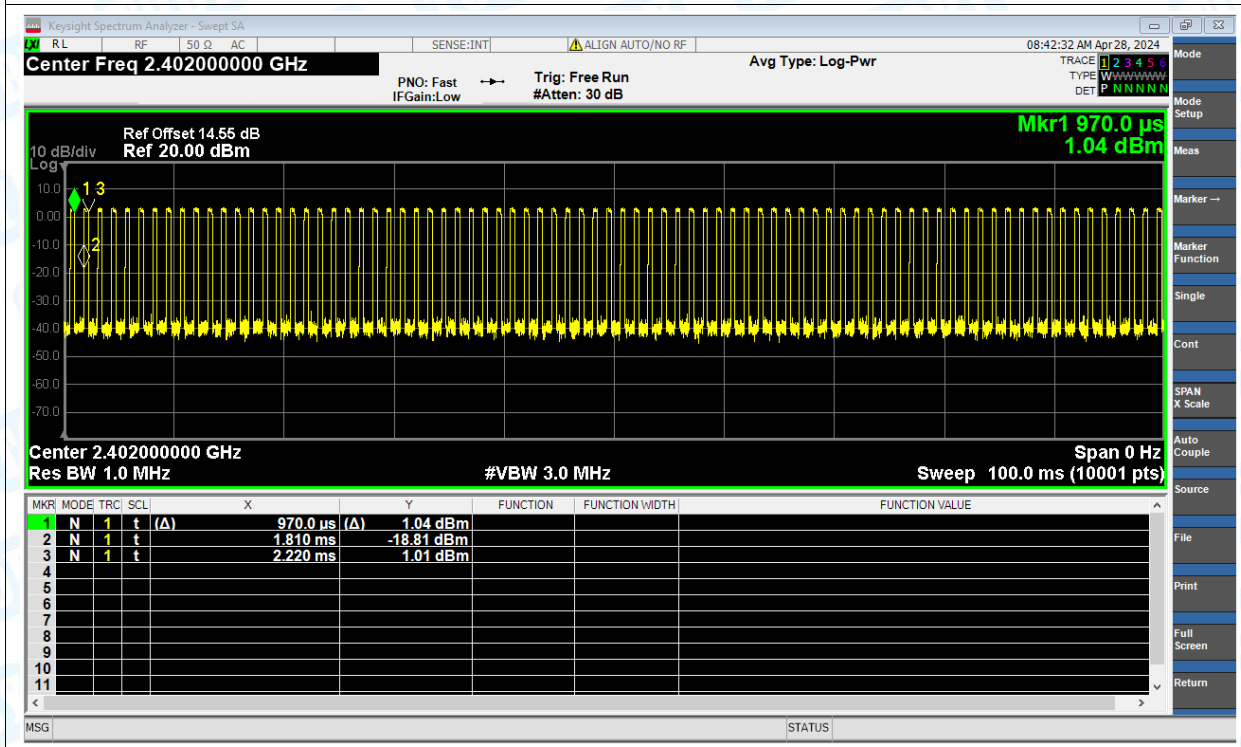 Keysight Spectrum Analyzer - Swept SA
LXI RL RF 50 Ω AC SENSE:INT ALIGN AUTO/NO RF 08:42:32 AM Apr 28, 2024
Center Freq 2.402000000 GHz
PNO: Fast
IFGain:Low
Trig: Free Run
#Atten: 30 dB
Avg Type: Log-Pwr
TRACE 1 2 3 4 5 6
TYPE WWWWWWW
DET P N N N N N
Mkr1 970.0 µs
1.04 dBm
Ref Offset 14.55 dB
10 dB/div Ref 20.00 dBm
Log
10.0
0.00
-10.0
-20.0
-30.0
-40.0
-50.0
-60.0
-70.0
1 3
2
Center 2.402000000 GHz Span 0 Hz
Res BW 1.0 MHz #VBW 3.0 MHz Sweep 100.0 ms (10001 pts)
MKR MODE TRC SCL X Y FUNCTION FUNCTION WIDTH FUNCTION VALUE
1 N 1 t (Δ) 970.0 µs (Δ) 1.04 dBm
2 N 1 t 1.810 ms -18.81 dBm
3 N 1 t 2.220 ms 1.01 dBm
4
5
6
7
8
9
10
11
MSG STATUS
Mode
Mode
Setup
Meas
Marker →
Marker
Function
Single
Cont
SPAN
X Scale
Auto
Couple
Source
File
Print
Full
Screen
Return